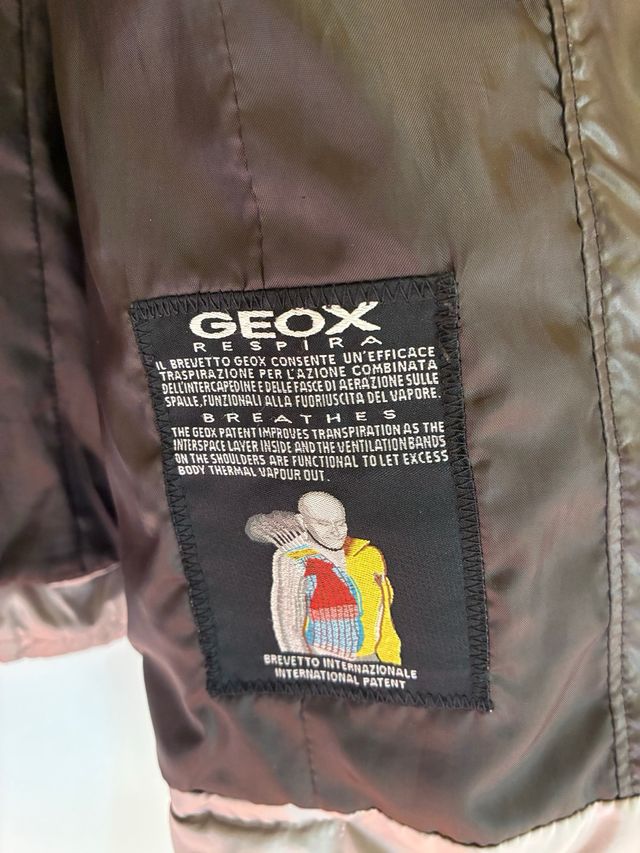 GEOX
RESPIRA
IL BREVETTO GEOX CONSENTE UN'EFFICACE
TRASPIRAZIONE PER L'AZIONE COMBINATA
DELL'INTERCAPEDINE E DELLE FASCE DI AERAZIONE SULLE
SPALLE, FUNZIONALI ALLA FUORIUSCITA DEL VAPORE.
BREATHES
THE GEOX PATENT IMPROVES TRANSPIRATION AS THE
INTERSPACE LAYER INSIDE AND THE VENTILATION BANDS
ON THE SHOULDERS ARE FUNCTIONAL TO LET EXCESS
BODY THERMAL VAPOUR OUT.
BREVETTO INTERNAZIONALE
INTERNATIONAL PATENT